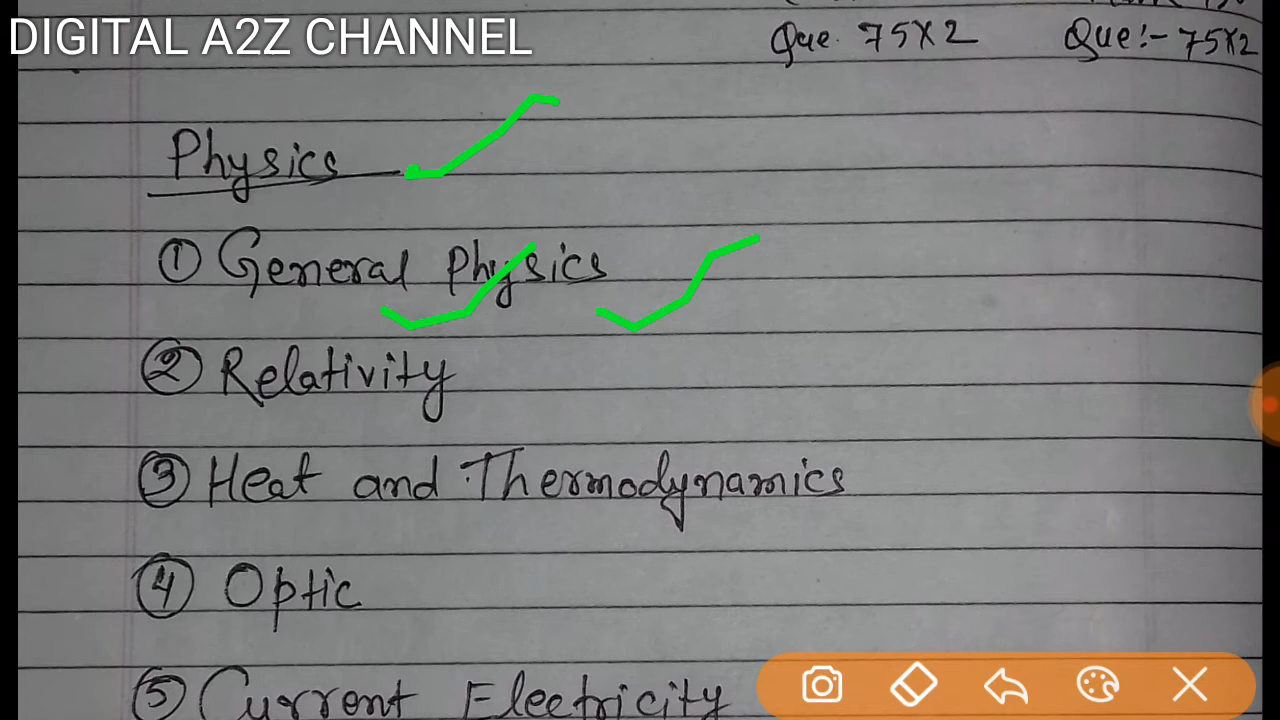 DIGITAL A2Z CHANNEL
Que. 75X2 Que:- 75X2
Physics
① General Physics
② Relativity
③ Heat and Thermodynamics
④ Optic
⑤ Current Electricity